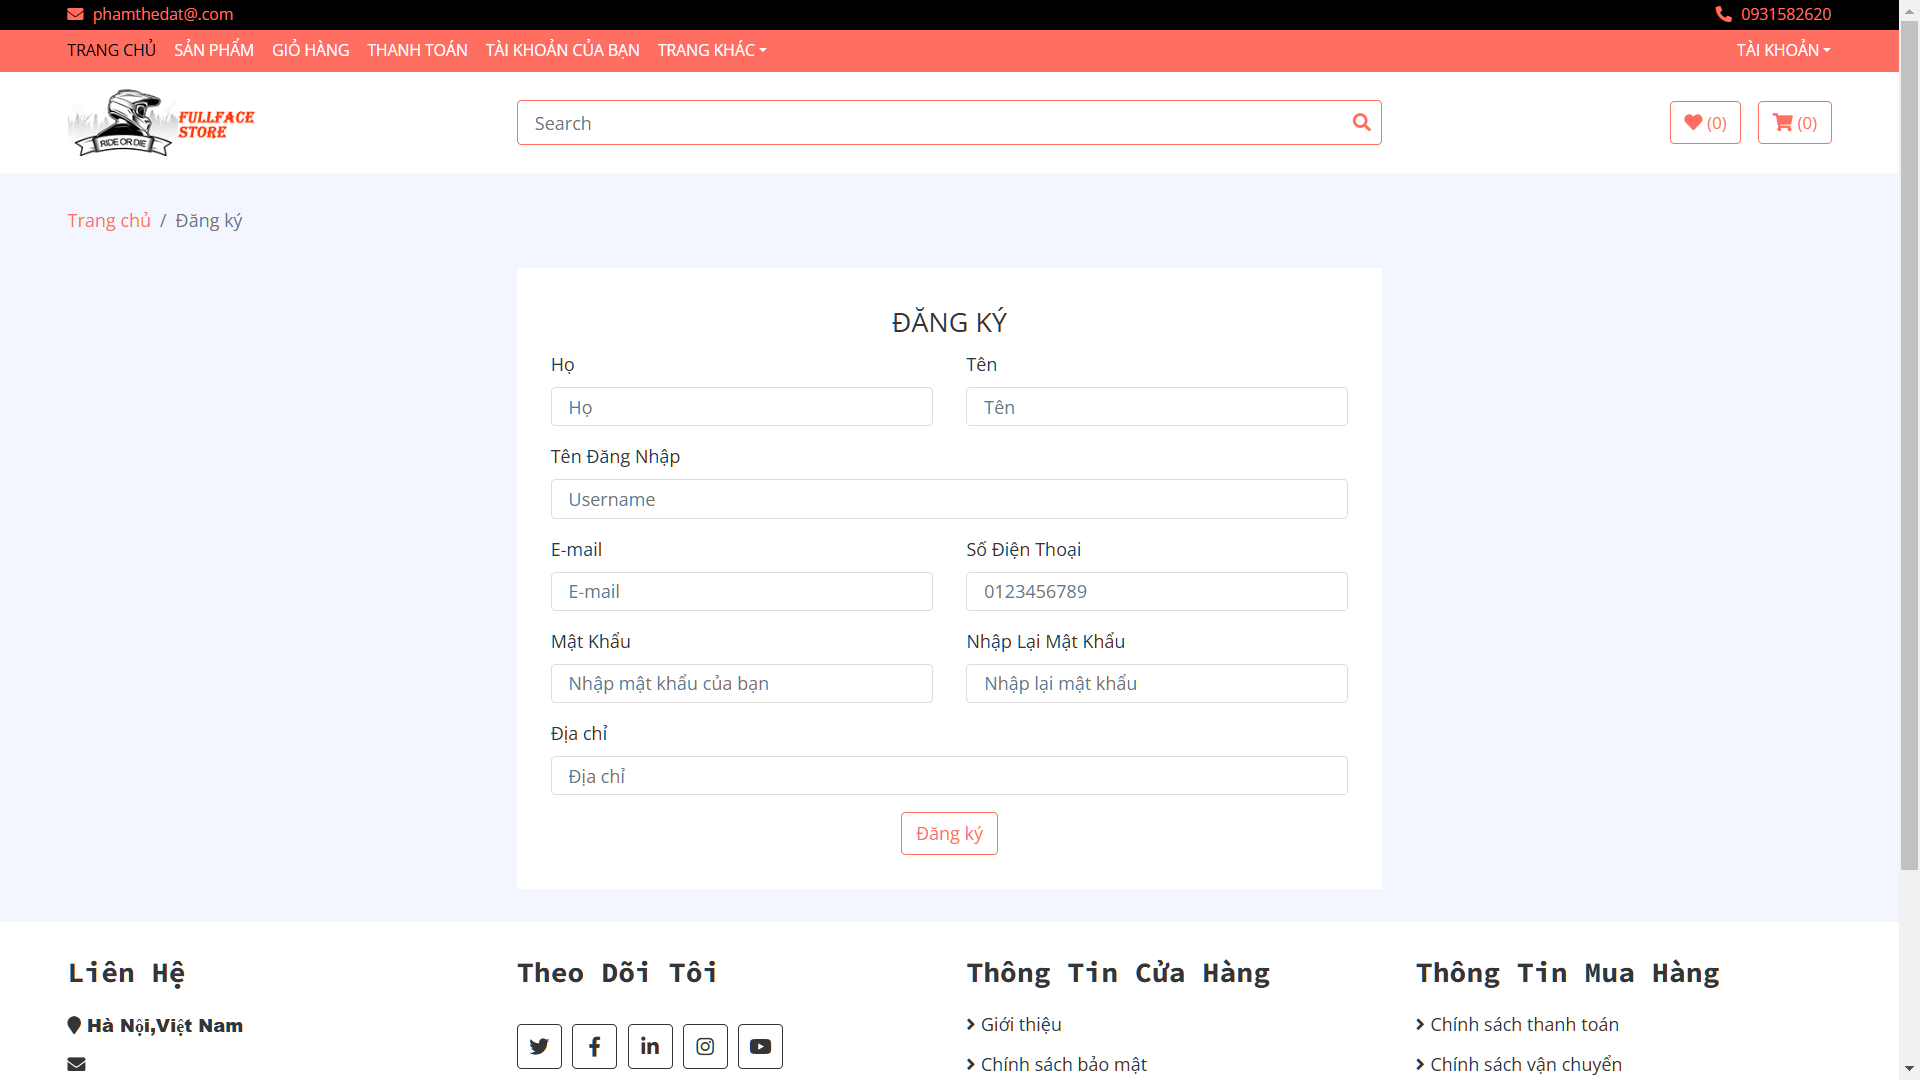 phamthedat@.com 0931582620
TRANG CHỦ SẢN PHẨM GIỎ HÀNG THANH TOÁN TÀI KHOẢN CỦA BẠN TRANG KHÁC TÀI KHOẢN
FULLFACE
STORE
RIDE OR DIE
Search
(0) (0)
Trang chủ / Đăng ký
ĐĂNG KÝ
Họ Tên
Họ Tên
Tên Đăng Nhập
Username
E-mail Số Điện Thoại
E-mail 0123456789
Mật Khẩu Nhập Lại Mật Khẩu
Nhập mật khẩu của bạn Nhập lại mật khẩu
Địa chỉ
Địa chỉ
Đăng ký
Liên Hệ Theo Dõi Tôi Thông Tin Cửa Hàng Thông Tin Mua Hàng
Hà Nội,Việt Nam Giới thiệu Chính sách thanh toán
Chính sách bảo mật Chính sách vận chuyển